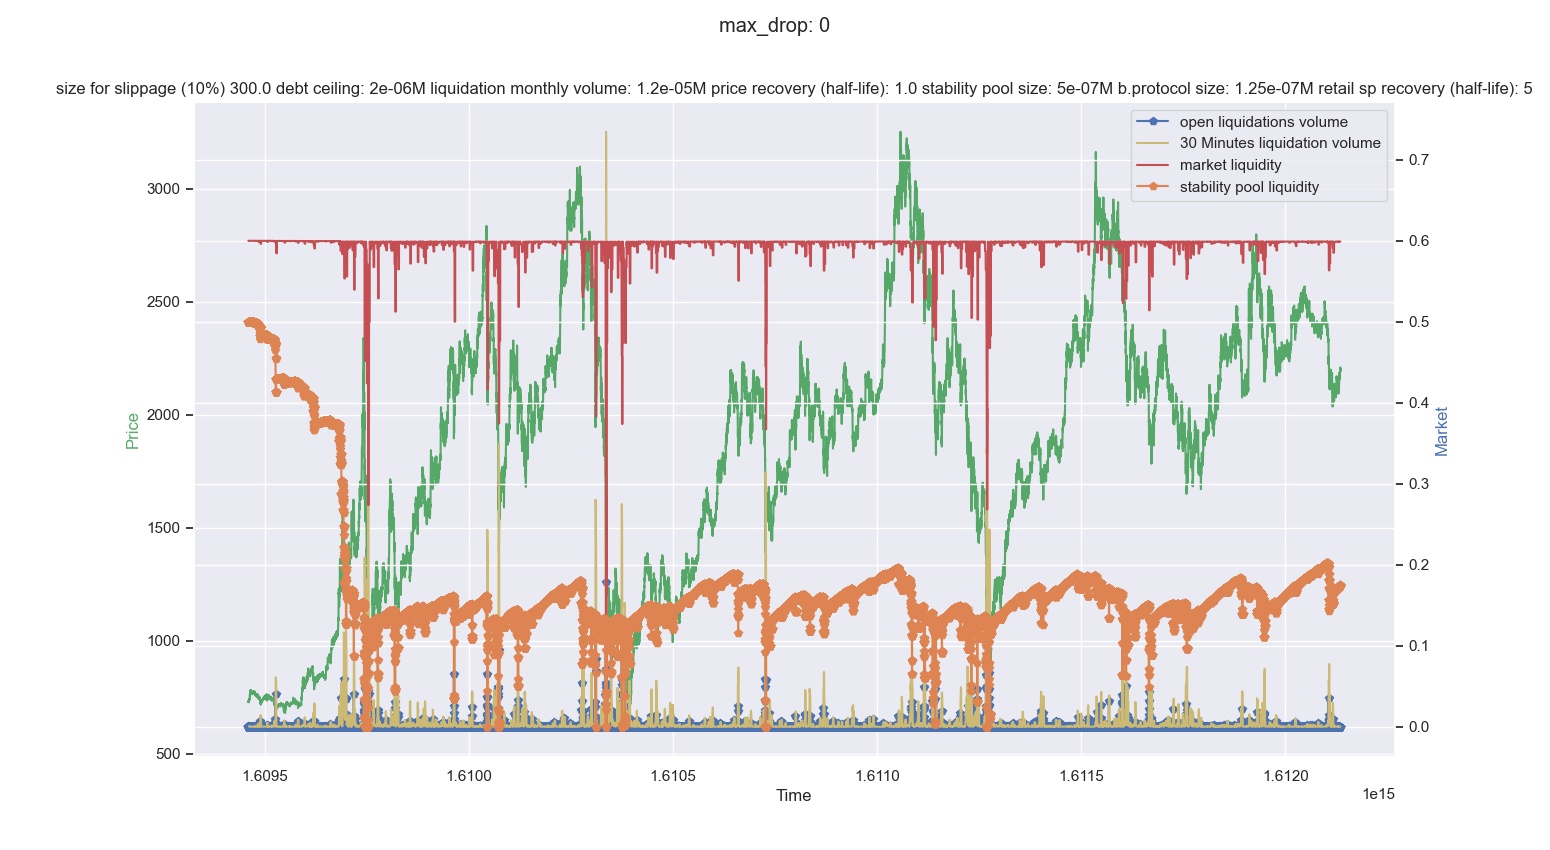 max_drop: 0
size for slippage (10%) 300.0 debt ceiling: 2e-06M liquidation monthly volume: 1.2e-05M price recovery (half-life): 1.0 stability pool size: 5e-07M b.protocol size: 1.25e-07M retail sp recovery (half-life): 5
open liquidations volume
30 Minutes liquidation volume
market liquidity
stability pool liquidity
3000
2500
2000
1500
1000
500
Price
0.7
0.6
0.5
0.4
0.3
0.2
0.1
0.0
Market
1.6095 1.6100 1.6105 1.6110 1.6115 1.6120
1e15
Time